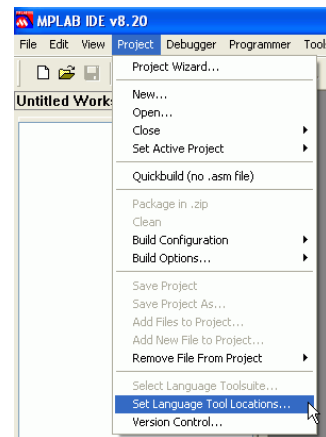 MPLAB IDE v8.20
File Edit View Project Debugger Programmer
Untitled
Project Wizard...
New...
Open...
Close
Set Active Project
Quickbuild (no .asm file)
Package in .zip
Clean
Build Configuration
Build Options...
Save Project
Save Project As...
Add Files to Project...
Add New File to Project...
Remove File From Project
Select Language Toolsuite...
Set Language Tool Locations...
Version Control...